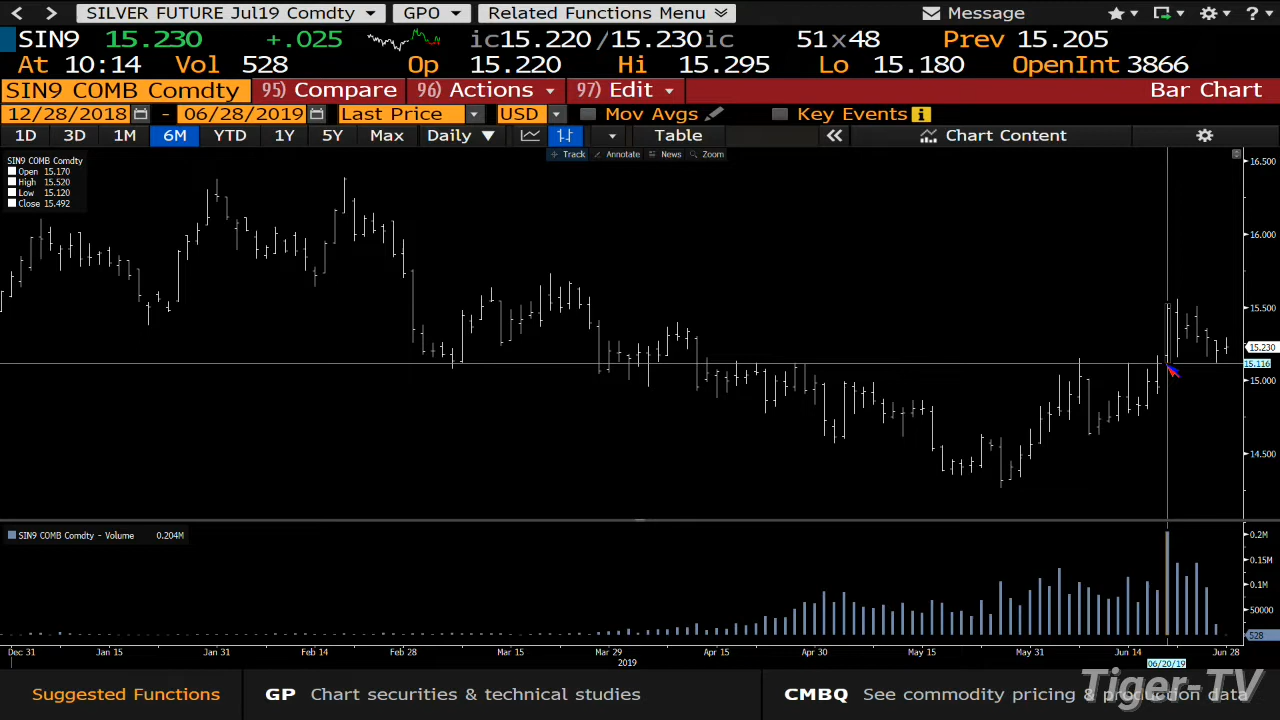 SILVER FUTURE Jul19 Comdty GPO Related Functions Menu Message ?
SIN9 15.230 +.025 ic15.220/15.230ic 51x48 Prev 15.205
At 10:14 Vol 528 Op 15.220 Hi 15.295 Lo 15.180 OpenInt 3866
SIN9 COMB Comdty 95) Compare 96) Actions 97) Edit Bar Chart
12/28/2018 - 06/28/2019 Last Price USD Mov Avgs Key Events i
1D 3D 1M 6M YTD 1Y 5Y Max Daily Table Chart Content
Track Annotate News Zoom
SIN9 COMB Comdty
Open 15.170
High 15.520
Low 15.120
Close 15.492
16.500
16.000
15.500
15.230
15.116
15.000
14.500
SIN9 COMB Comdty - Volume 0.204M
0.2M
0.15M
0.1M
50000
528
Dec 31 Jan 15 Jan 31 Feb 14 Feb 28 Mar 15 Mar 29 Apr 15 Apr 30 May 15 May 31 Jun 14 Jun 28
2019 06/20/19
Suggested Functions GP Chart securities & technical studies CMBQ See commodity pricing & production data
Tiger-TV